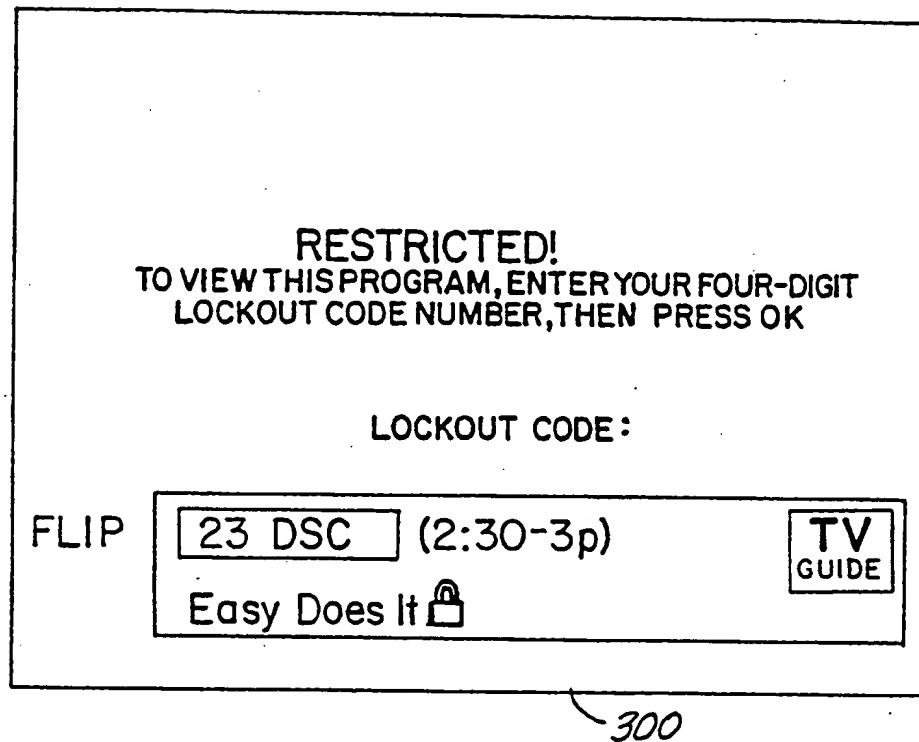 RESTRICTED!
TO VIEW THIS PROGRAM, ENTER YOUR FOUR-DIGIT
LOCKOUT CODE NUMBER, THEN PRESS OK
LOCKOUT CODE:
FLIP
23 DSC (2:30-3p)
TV
GUIDE
Easy Does It
300